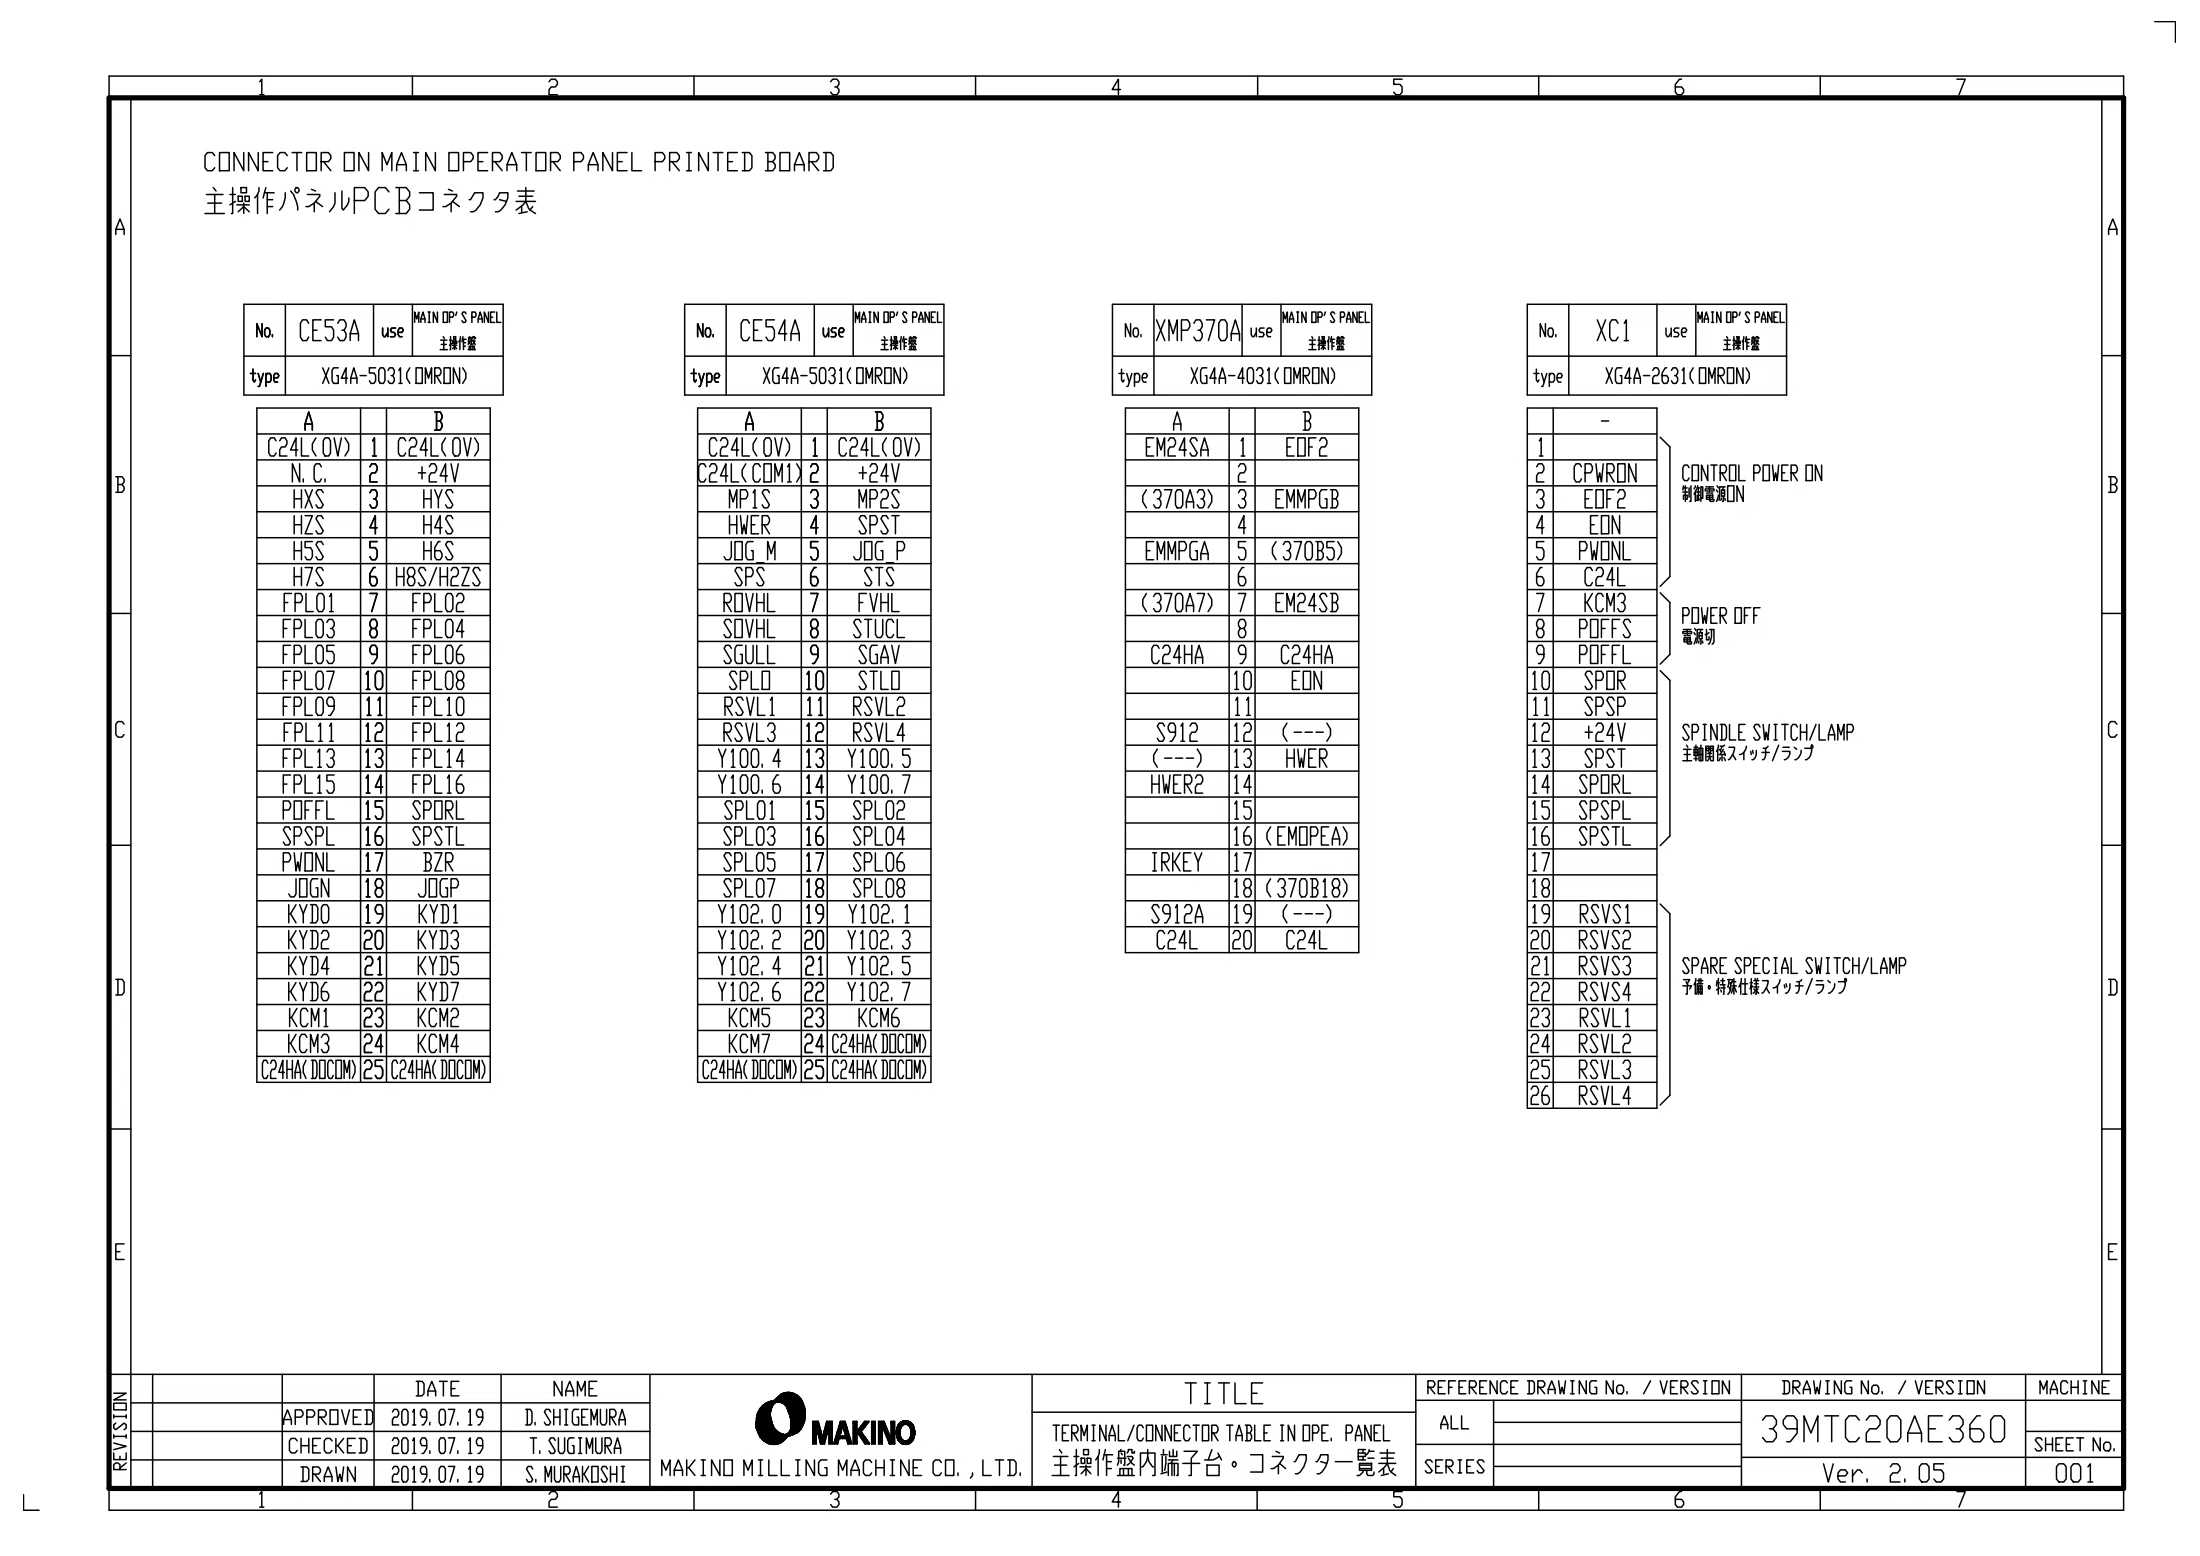 1 2 3 4 5 6 7
CONNECTOR ON MAIN OPERATOR PANEL PRINTED BOARD
主操作パネルPCBコネクタ表
A A
B B
C C
D D
E E
No. CE53A use MAIN OP'S PANEL
主操作盤
type XG4A-5031(OMRON)
A B
C24L(0V) 1 C24L(0V)
N.C. 2 +24V
HXS 3 HYS
HZS 4 H4S
H5S 5 H6S
H7S 6 H8S/H2ZS
FPL01 7 FPL02
FPL03 8 FPL04
FPL05 9 FPL06
FPL07 10 FPL08
FPL09 11 FPL10
FPL11 12 FPL12
FPL13 13 FPL14
FPL15 14 FPL16
POFFL 15 SPORL
SPSPL 16 SPSTL
PWONL 17 BZR
JOGN 18 JOGP
KYD0 19 KYD1
KYD2 20 KYD3
KYD4 21 KYD5
KYD6 22 KYD7
KCM1 23 KCM2
KCM3 24 KCM4
C24HA(DOCOM) 25 C24HA(DOCOM)
No. CE54A use MAIN OP'S PANEL
主操作盤
type XG4A-5031(OMRON)
A B
C24L(0V) 1 C24L(0V)
C24L(COM1) 2 +24V
MP1S 3 MP2S
HWER 4 SPST
JOG_M 5 JOG_P
SPS 6 STS
ROVHL 7 FVHL
SOVHL 8 STUCL
SGULL 9 SGAV
SPLO 10 STLO
RSVL1 11 RSVL2
RSVL3 12 RSVL4
Y100.4 13 Y100.5
Y100.6 14 Y100.7
SPL01 15 SPL02
SPL03 16 SPL04
SPL05 17 SPL06
SPL07 18 SPL08
Y102.0 19 Y102.1
Y102.2 20 Y102.3
Y102.4 21 Y102.5
Y102.6 22 Y102.7
KCM5 23 KCM6
KCM7 24 C24HA(DOCOM)
C24HA(DOCOM) 25 C24HA(DOCOM)
No. XMP370A use MAIN OP'S PANEL
主操作盤
type XG4A-4031(OMRON)
A B
EM24SA 1 EOF2
2
(370A3) 3 EMMPGB
4
EMMPGA 5 (370B5)
6
(370A7) 7 EM24SB
8
C24HA 9 C24HA
10 EON
11
S912 12 (---)
(---) 13 HWER
HWER2 14
15
16 (EMOPEA)
IRKEY 17
18 (370B18)
S912A 19 (---)
C24L 20 C24L
No. XC1 use MAIN OP'S PANEL
主操作盤
type XG4A-2631(OMRON)
-
1
2 CPWRON
3 EOF2
4 EON
5 PWONL
6 C24L
7 KCM3
8 POFFS
9 POFFL
10 SPOR
11 SPSP
12 +24V
13 SPST
14 SPORL
15 SPSPL
16 SPSTL
17
18
19 RSVS1
20 RSVS2
21 RSVS3
22 RSVS4
23 RSVL1
24 RSVL2
25 RSVL3
26 RSVL4
CONTROL POWER ON
制御電源ON
POWER OFF
電源切
SPINDLE SWITCH/LAMP
主軸関係スイッチ/ランプ
SPARE SPECIAL SWITCH/LAMP
予備・特殊仕様スイッチ/ランプ
REVISION
DATE NAME
APPROVED 2019.07.19 D.SHIGEMURA
CHECKED 2019.07.19 T.SUGIMURA
DRAWN 2019.07.19 S.MURAKOSHI
MAKINO
MAKINO MILLING MACHINE CO.,LTD.
TITLE
TERMINAL/CONNECTOR TABLE IN OPE. PANEL
主操作盤内端子台・コネクター覧表
REFERENCE DRAWING No. / VERSION
ALL
SERIES
DRAWING No. / VERSION
39MTC20AE360
Ver. 2.05
MACHINE
SHEET No.
001
1 2 3 4 5 6 7